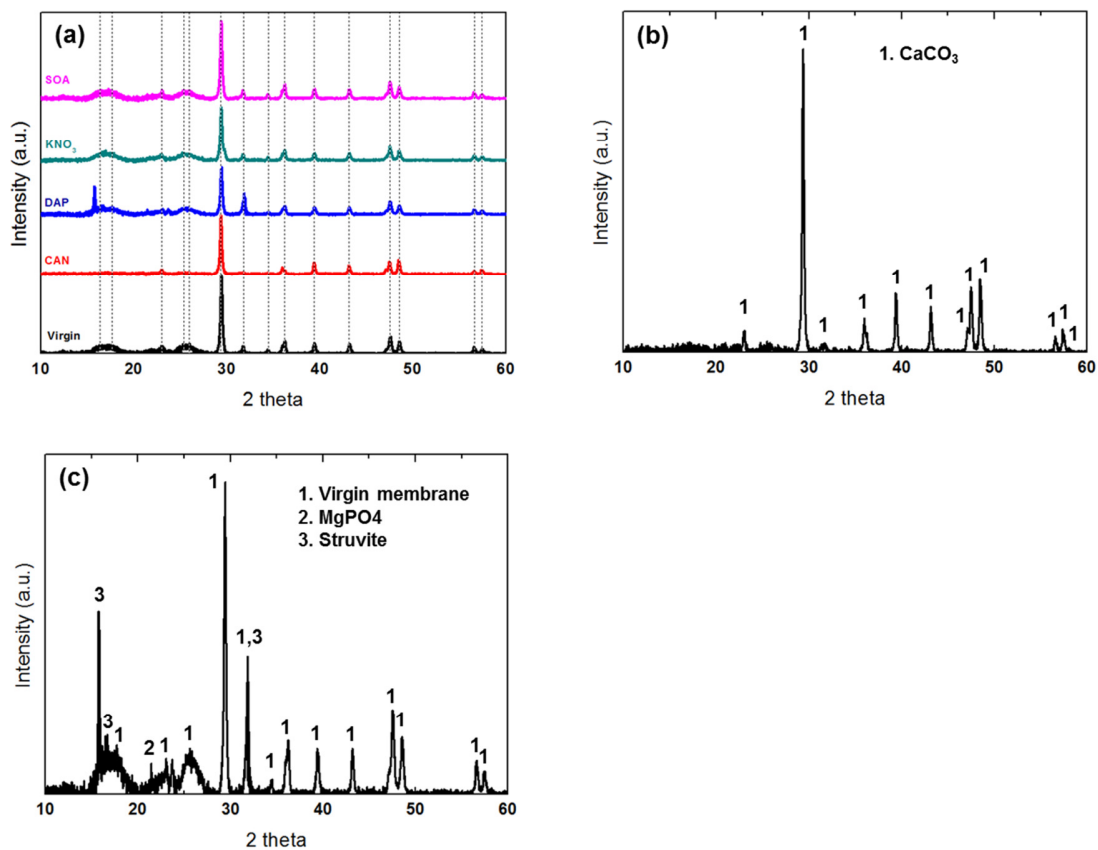 (a)
SOA
KNO₃
DAP
CAN
Virgin
Intensity (a.u.)
10 20 30 40 50 60
2 theta
(b)
1. CaCO₃
1 1 1 1 1 1 1 1 1 1 1 1
Intensity (a.u.)
10 20 30 40 50 60
2 theta
(c)
1. Virgin membrane
2. MgPO4
3. Struvite
3 3 1 2 1 1 1 1,3 1 1 1 1 1 1 1 1
Intensity (a.u.)
10 20 30 40 50 60
2 theta